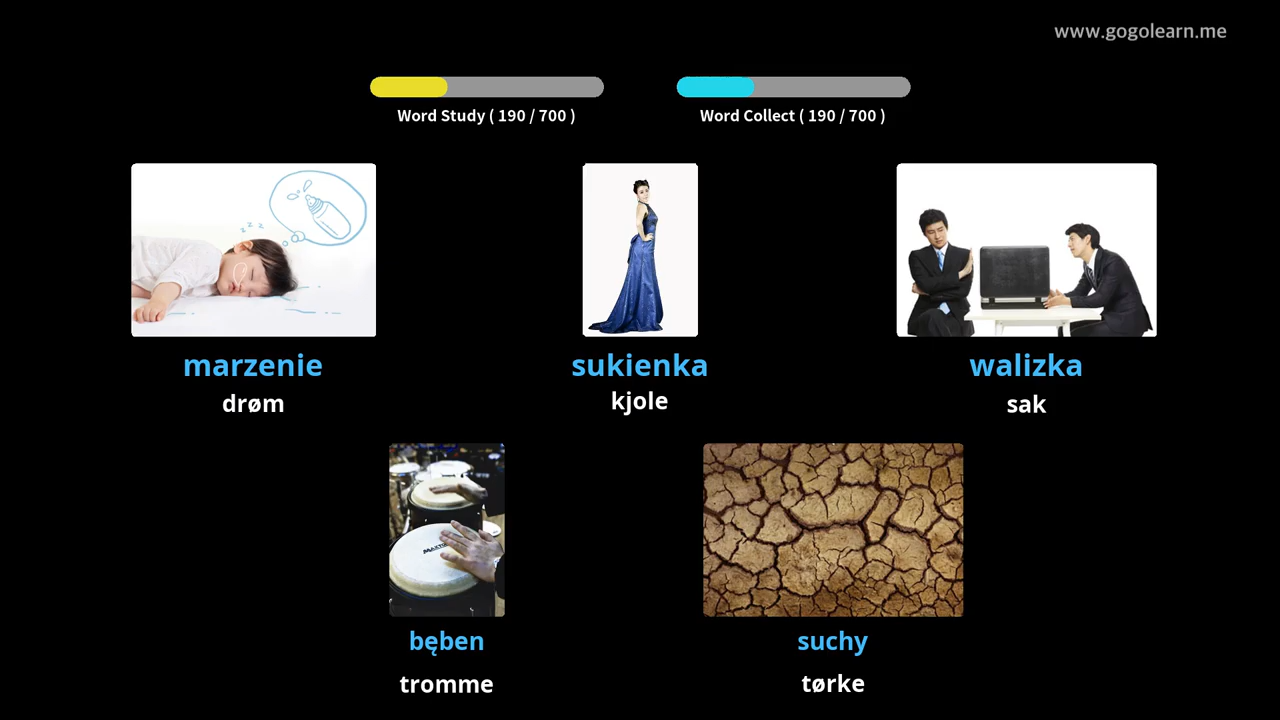 www.gogolearn.me
Word Study ( 190 / 700 )
Word Collect ( 190 / 700 )
marzenie
drøm
sukienka
kjole
walizka
sak
bęben
tromme
suchy
tørke